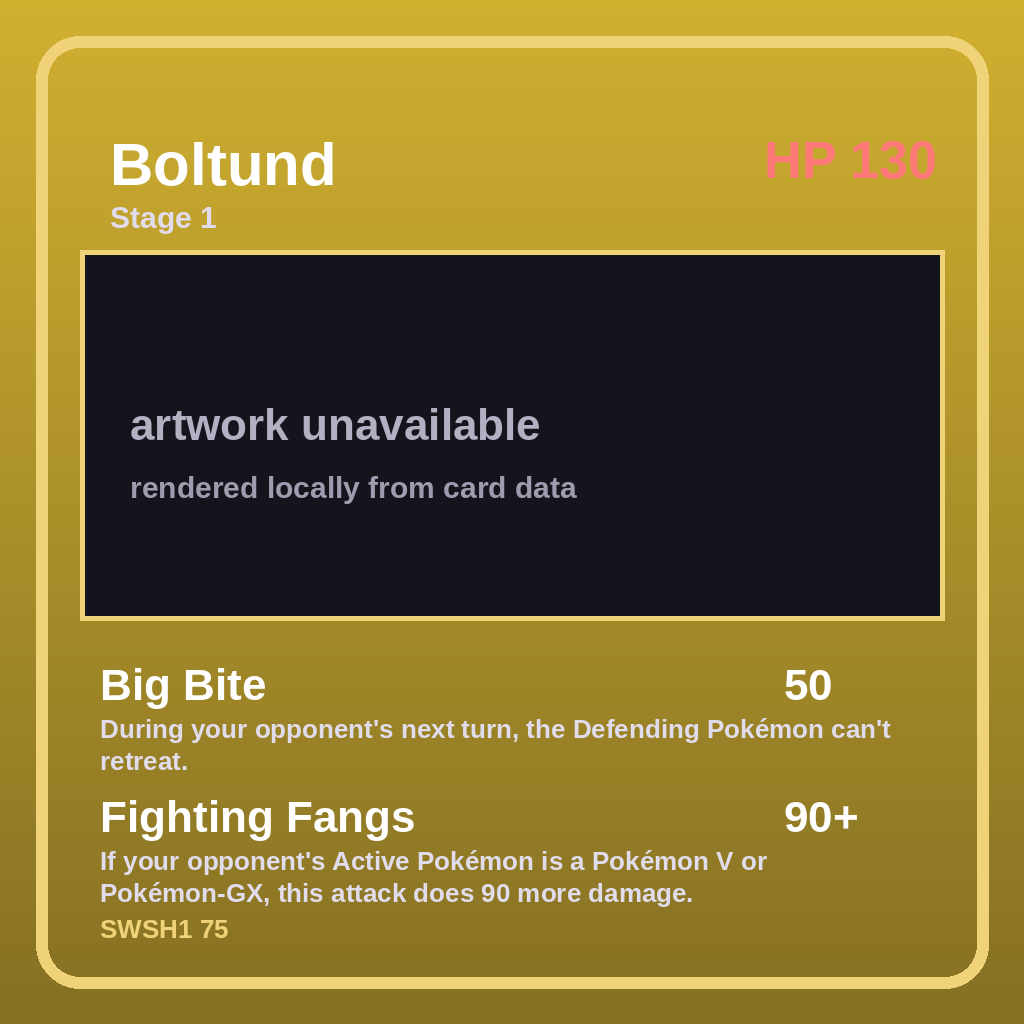 Boltund
HP 130
Stage 1
artwork unavailable
rendered locally from card data
Big Bite
50
During your opponent's next turn, the Defending Pokémon can't
retreat.
Fighting Fangs
90+
If your opponent's Active Pokémon is a Pokémon V or
Pokémon-GX, this attack does 90 more damage.
SWSH1 75